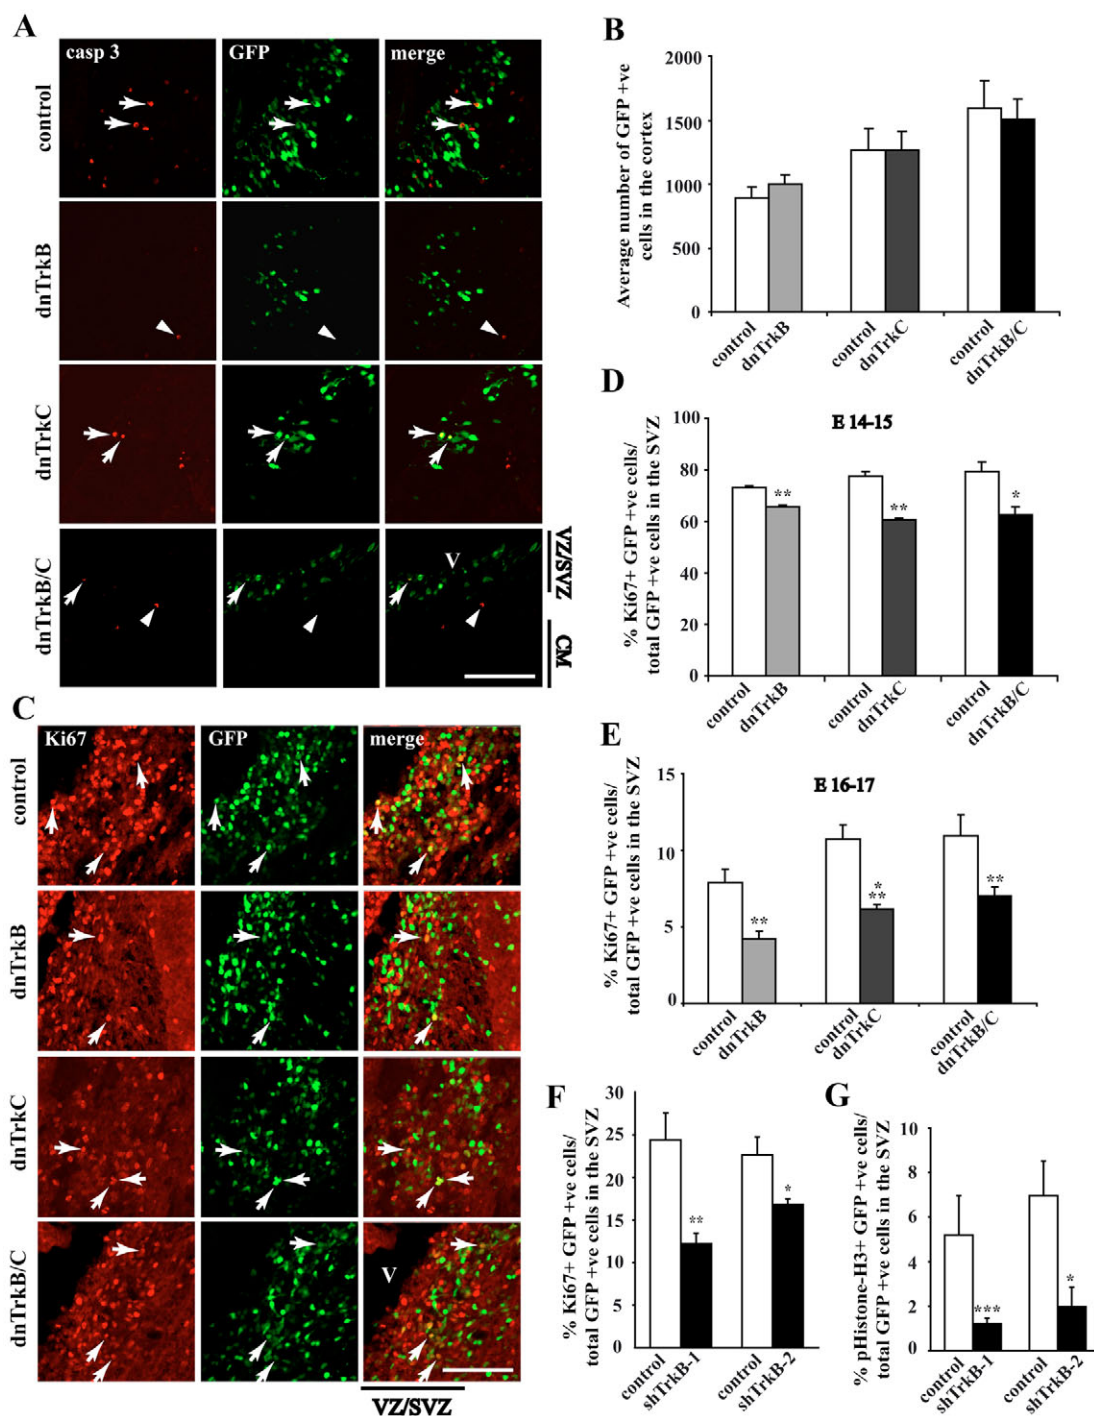 A
casp 3
GFP
merge
control
dnTrkB
dnTrkC
dnTrkB/C
V
VZ/SVZ
CM
B
Average number of GFP +ve
cells in the cortex
2000
1500
1000
500
0
control
dnTrkB
control
dnTrkC
control
dnTrkB/C
C
Ki67
GFP
merge
control
dnTrkB
dnTrkC
dnTrkB/C
V
VZ/SVZ
D
E 14-15
% Ki67+ GFP +ve cells/
total GFP +ve cells in the SVZ
100
80
60
40
20
0
**
**
*
control
dnTrkB
control
dnTrkC
control
dnTrkB/C
E
E 16-17
% Ki67+ GFP +ve cells/
total GFP +ve cells in the SVZ
15
10
5
0
**
*
**
**
control
dnTrkB
control
dnTrkC
control
dnTrkB/C
F
% Ki67+ GFP +ve cells/
total GFP +ve cells in the SVZ
30
25
20
15
10
5
0
**
*
control
shTrkB-1
control
shTrkB-2
G
% pHistone-H3+ GFP +ve cells/
total GFP +ve cells in the SVZ
10
8
6
4
2
0
***
*
control
shTrkB-1
control
shTrkB-2